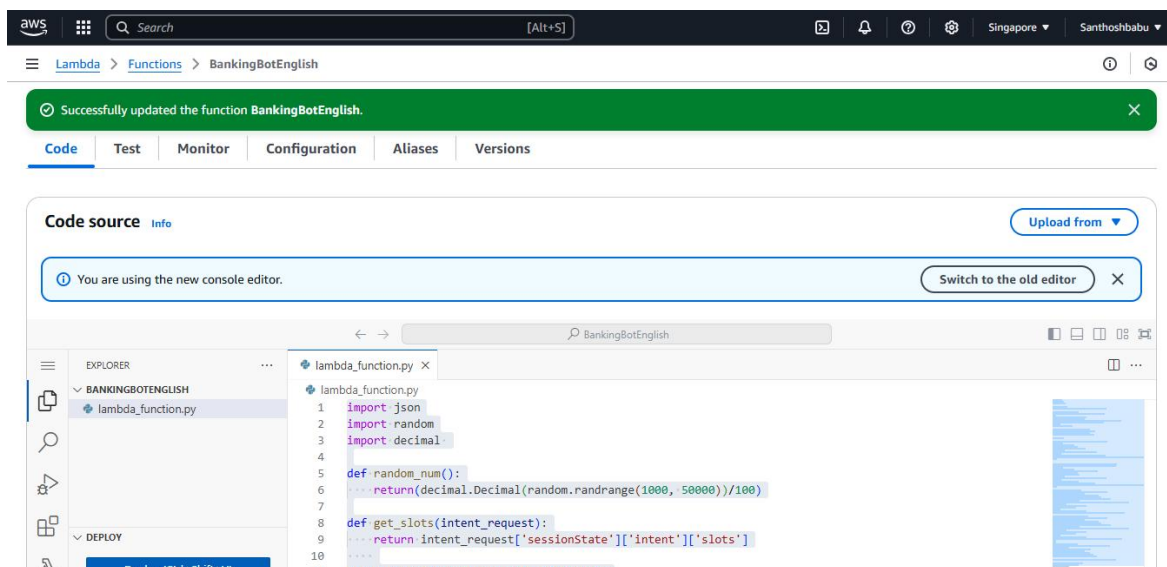 aws Search [Alt+S] Singapore ▼ Santhoshbabu ▼
Lambda > Functions > BankingBotEnglish
Successfully updated the function BankingBotEnglish.
Code Test Monitor Configuration Aliases Versions
Code source Info Upload from ▼
You are using the new console editor. Switch to the old editor
BankingBotEnglish
EXPLORER ... lambda_function.py
BANKINGBOTENGLISH lambda_function.py
lambda_function.py
1 import json
2 import random
3 import decimal
4
5 def random_num():
6     return(decimal.Decimal(random.randrange(1000, 50000))/100)
7
8 def get_slots(intent_request):
9     return intent_request['sessionState']['intent']['slots']
10
DEPLOY